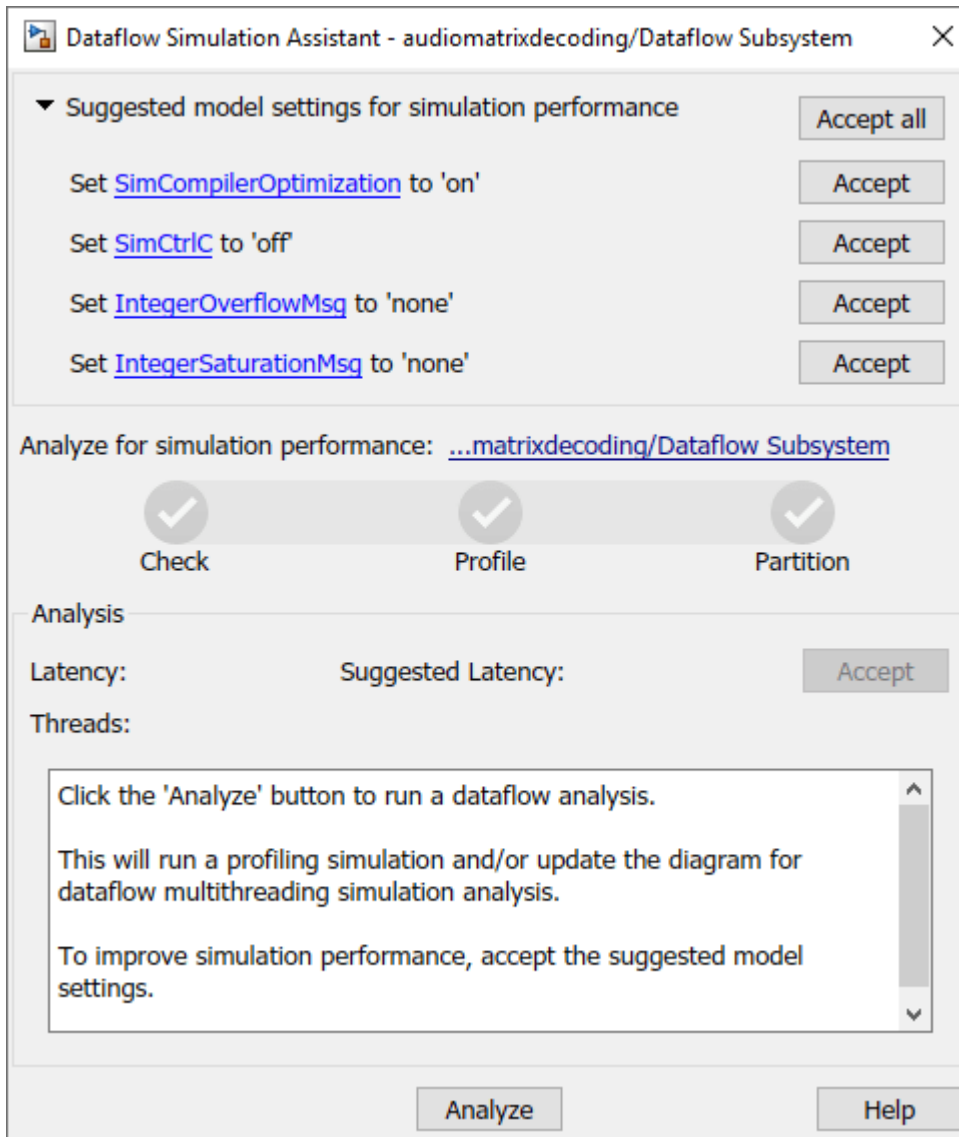 Dataflow Simulation Assistant - audiomatrixdecoding/Dataflow Subsystem
Suggested model settings for simulation performance
Accept all
Set SimCompilerOptimization to 'on'
Accept
Set SimCtrlC to 'off'
Accept
Set IntegerOverflowMsg to 'none'
Accept
Set IntegerSaturationMsg to 'none'
Accept
Analyze for simulation performance: ...matrixdecoding/Dataflow Subsystem
Check Profile Partition
Analysis
Latency: Suggested Latency: Accept
Threads:
Click the 'Analyze' button to run a dataflow analysis.
This will run a profiling simulation and/or update the diagram for
dataflow multithreading simulation analysis.
To improve simulation performance, accept the suggested model
settings.
Analyze Help